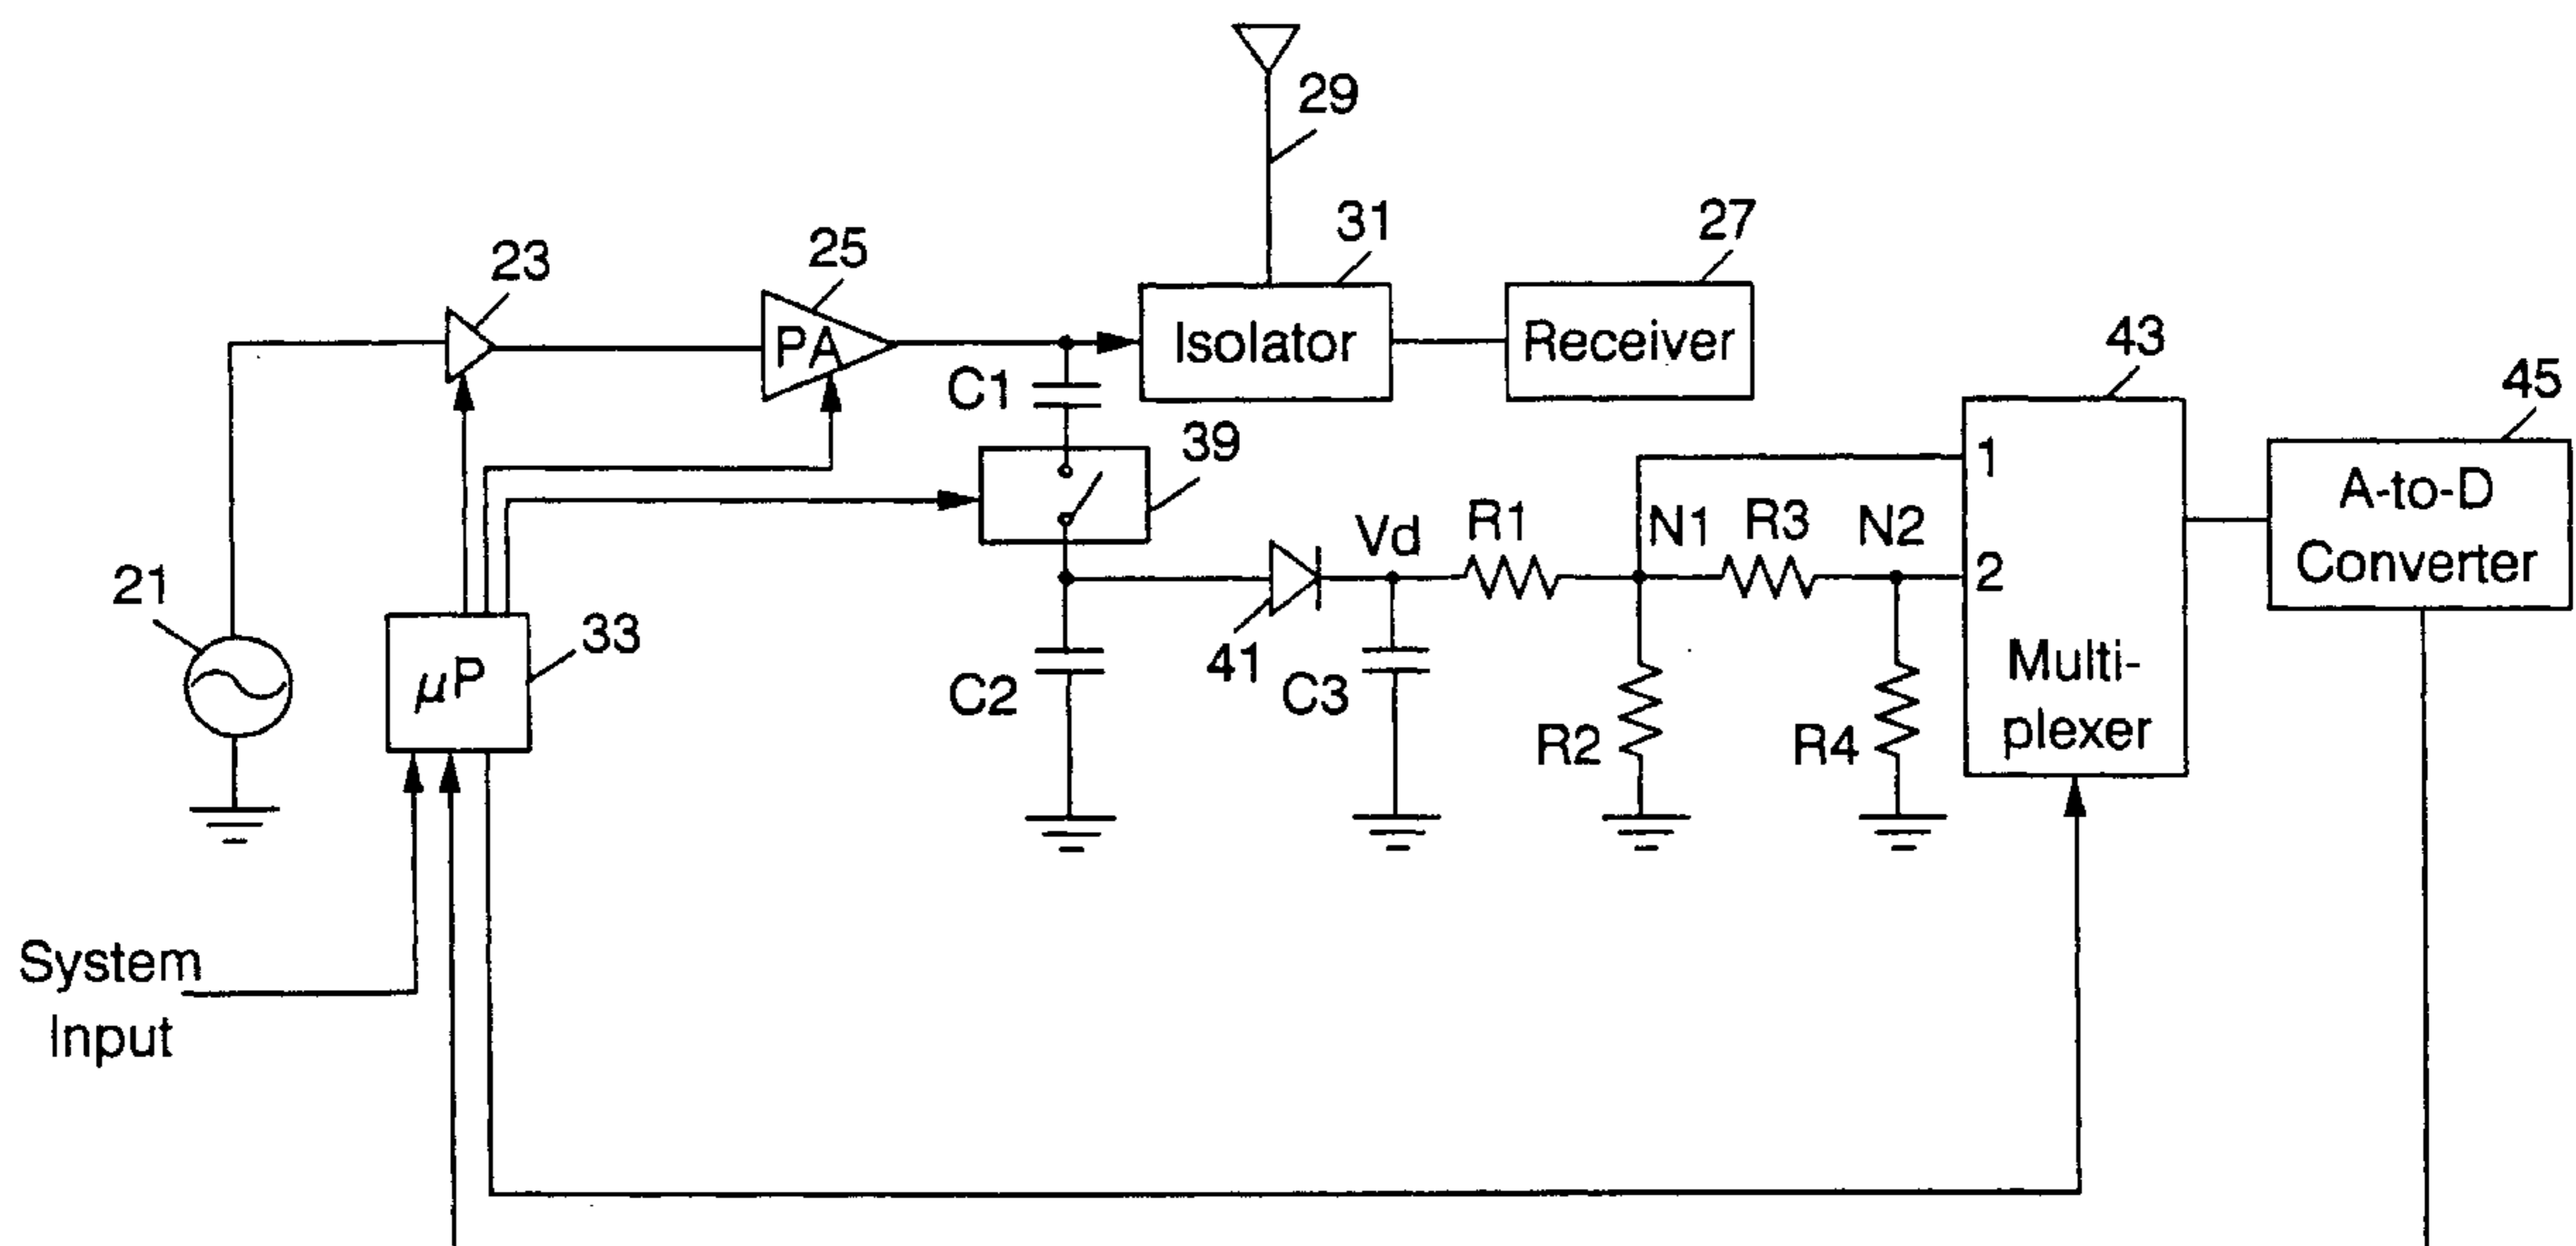 29
31
27
25
23
43
45
PA
Isolator
Receiver
C1
39
1
A-to-D
Converter
Vd
R1
N1
R3
N2
2
21
33
41
μP
C2
C3
R2
R4
Multi-
plexer
System
Input